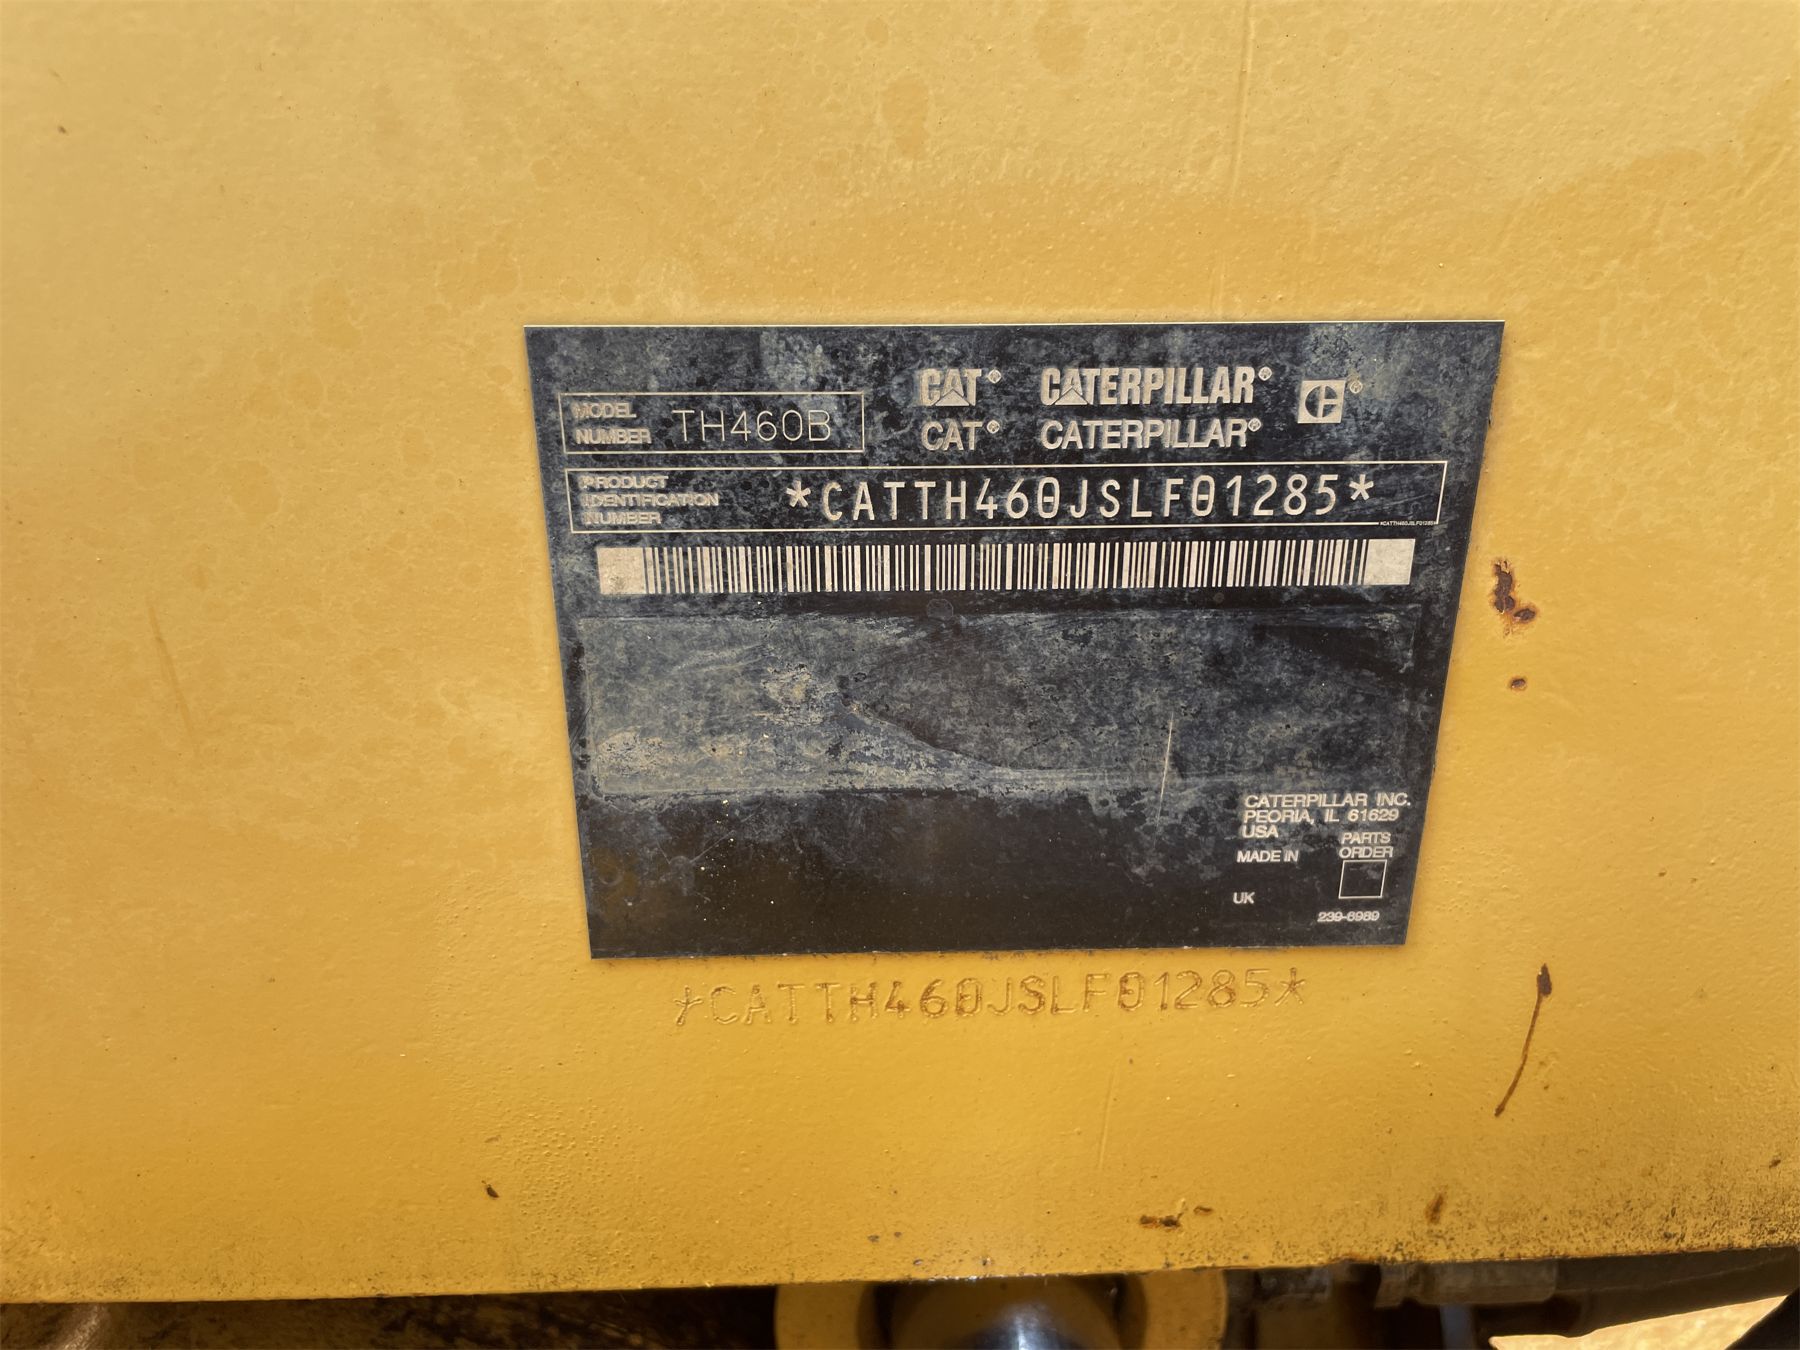 CAT® CATERPILLAR® C®
MODEL NUMBER TH460B
CAT® CATERPILLAR®
PRODUCT IDENTIFICATION NUMBER
*CATTH460JSLF01285*
*CATTH460JSLF01285*
CATERPILLAR INC.
PEORIA, IL 61629
USA
PARTS
MADE IN ORDER
UK
239-6989
*CATTH460JSLF01285*